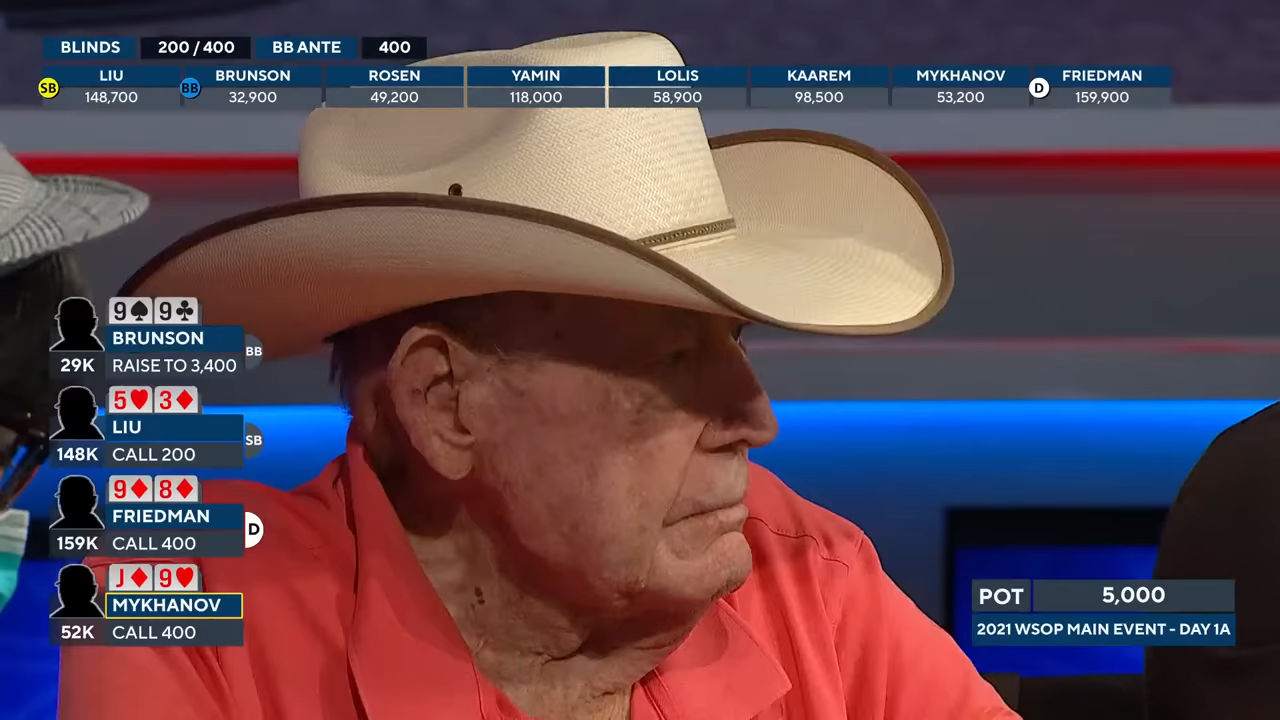 BLINDS 200 / 400 BB ANTE 400
LIU BRUNSON ROSEN YAMIN LOLIS KAAREM MYKHANOV FRIEDMAN
SB 148,700 BB 32,900 49,200 118,000 58,900 98,500 53,200 D 159,900
9♠ 9♣
BRUNSON
BB
29K RAISE TO 3,400
5♥ 3♦
LIU
SB
148K CALL 200
9♦ 8♦
FRIEDMAN
D
159K CALL 400
J♦ 9♥
MYKHANOV
52K CALL 400
POT 5,000
2021 WSOP MAIN EVENT - DAY 1A